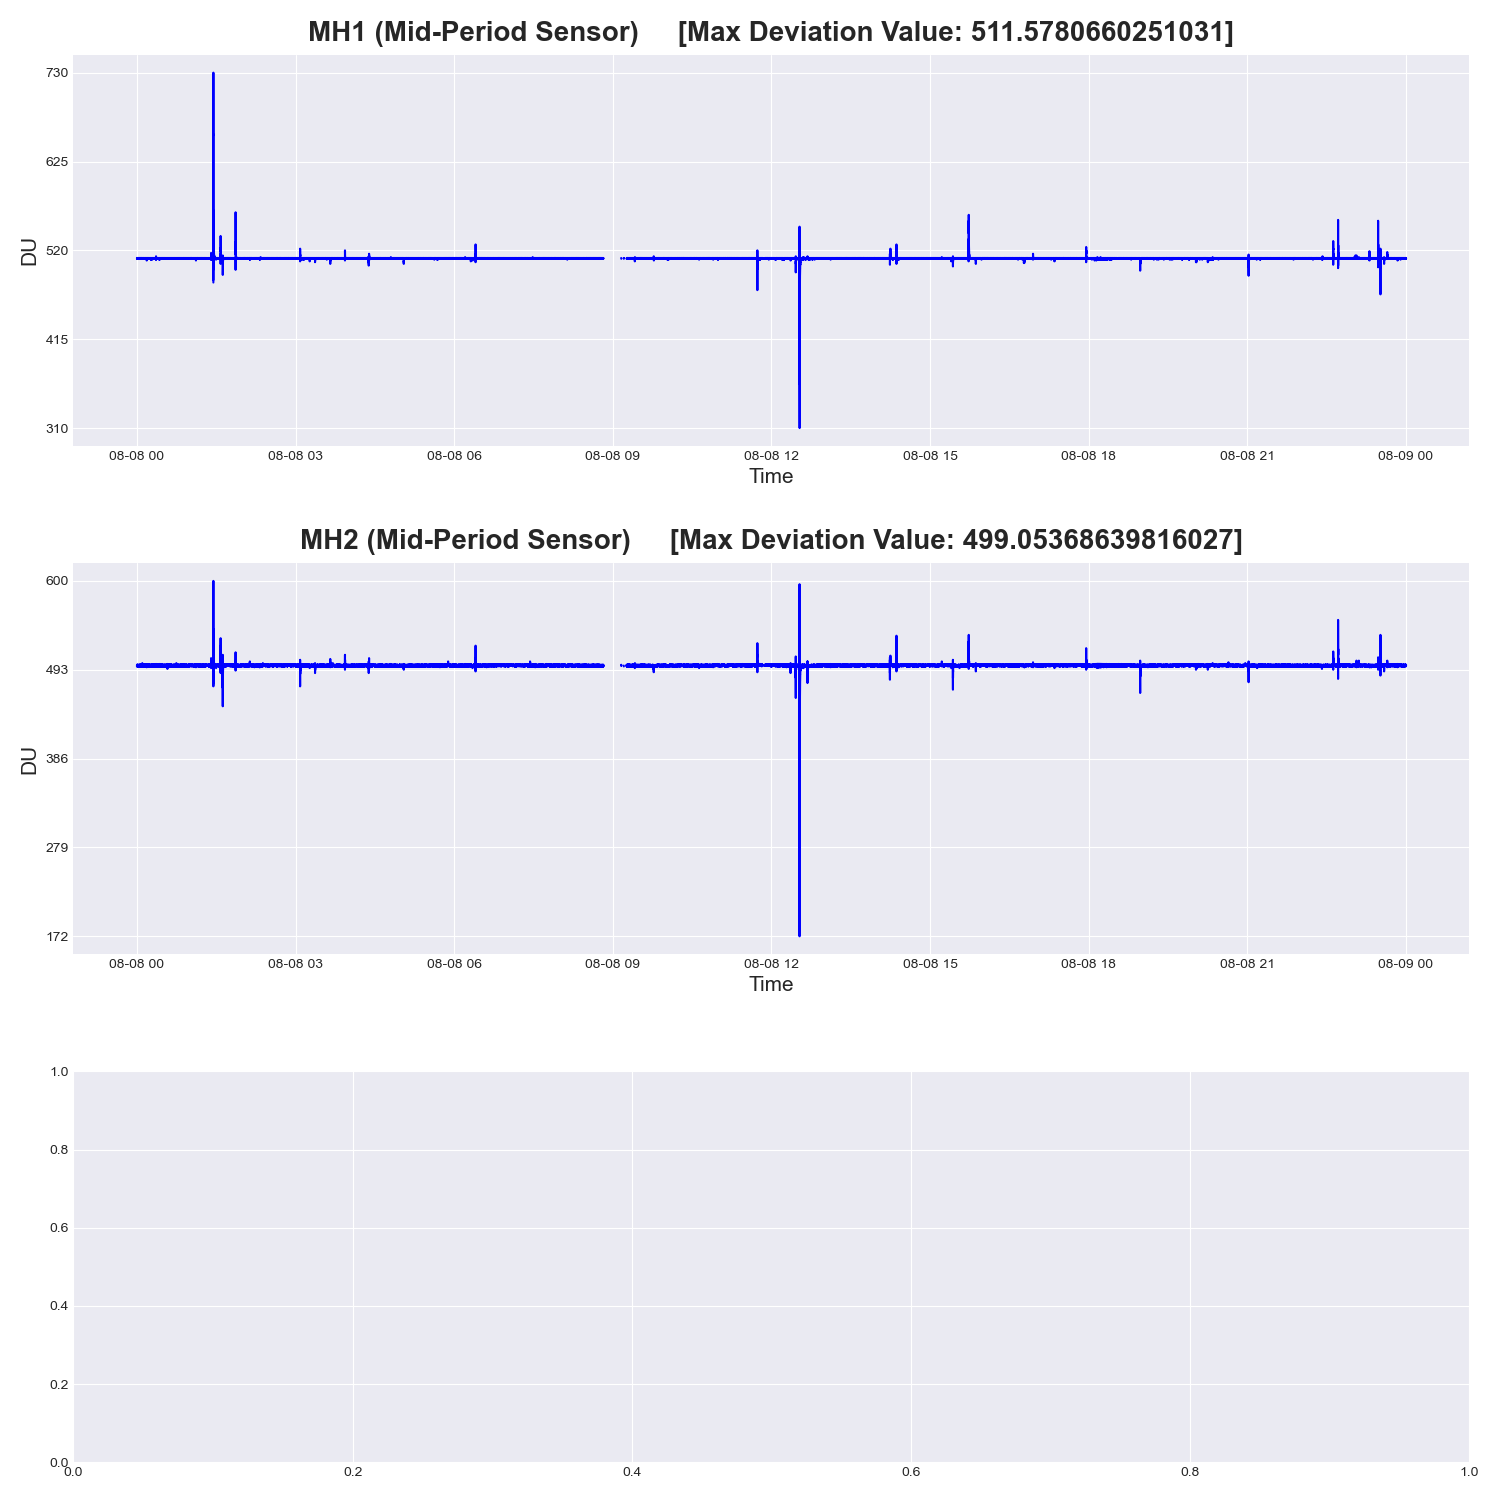 MH1 (Mid-Period Sensor) [Max Deviation Value: 511.5780660251031]
730
625
520
415
310
DU
08-08 00 08-08 03 08-08 06 08-08 09 08-08 12 08-08 15 08-08 18 08-08 21 08-09 00
Time
MH2 (Mid-Period Sensor) [Max Deviation Value: 499.05368639816027]
600
493
386
279
172
DU
08-08 00 08-08 03 08-08 06 08-08 09 08-08 12 08-08 15 08-08 18 08-08 21 08-09 00
Time
1.0
0.8
0.6
0.4
0.2
0.0
0.0 0.2 0.4 0.6 0.8 1.0